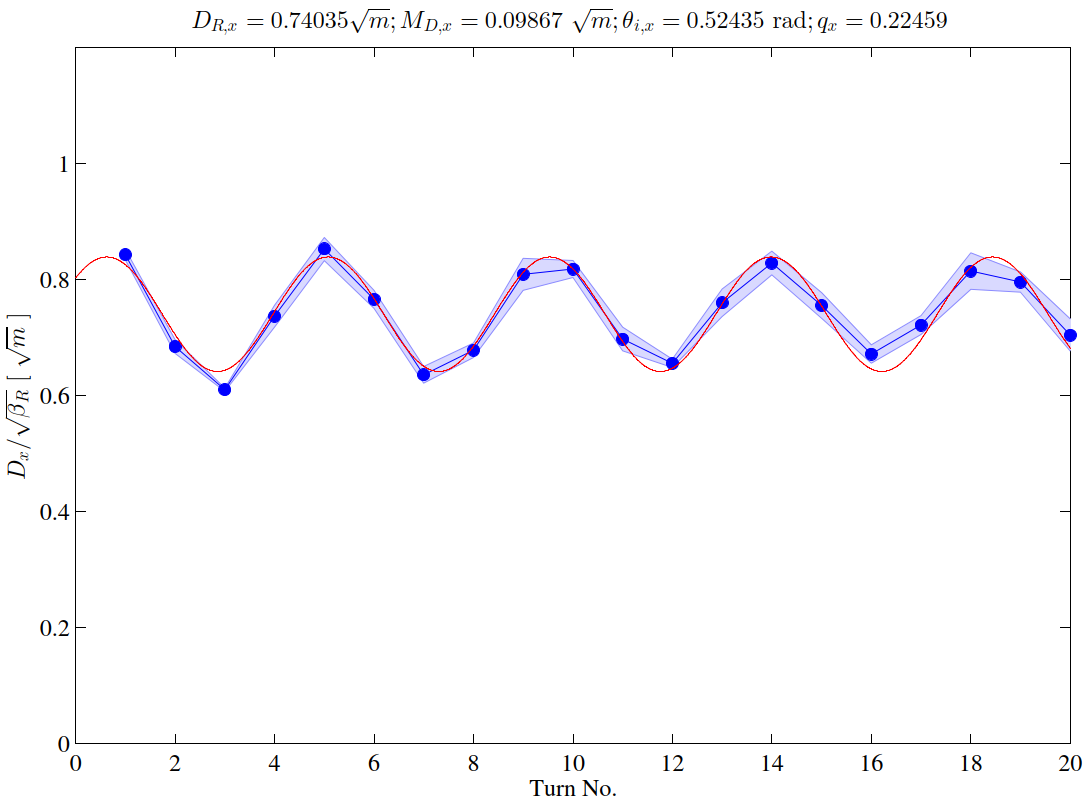 D_{R,x} = 0.74035√m; M_{D,x} = 0.09867 √m; θ_{i,x} = 0.52435 rad; q_x = 0.22459
D_x/√β_R [ √m ]
1
0.8
0.6
0.4
0.2
0
0 2 4 6 8 10 12 14 16 18 20
Turn No.